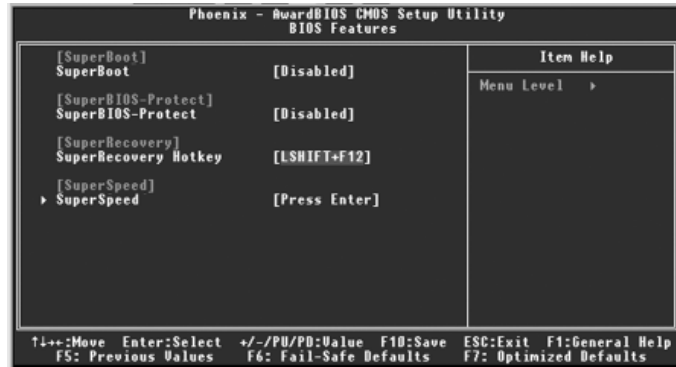 Phoenix - AwardBIOS CMOS Setup Utility
BIOS Features
[SuperBoot]
SuperBoot [Disabled]
[SuperBIOS-Protect]
SuperBIOS-Protect [Disabled]
[SuperRecovery]
SuperRecovery Hotkey [LSHIFT+F12]
[SuperSpeed]
▸ SuperSpeed [Press Enter]
Item Help
Menu Level ▸
↑↓→←:Move Enter:Select +/-/PU/PD:Value F10:Save ESC:Exit F1:General Help
F5: Previous Values F6: Fail-Safe Defaults F7: Optimized Defaults